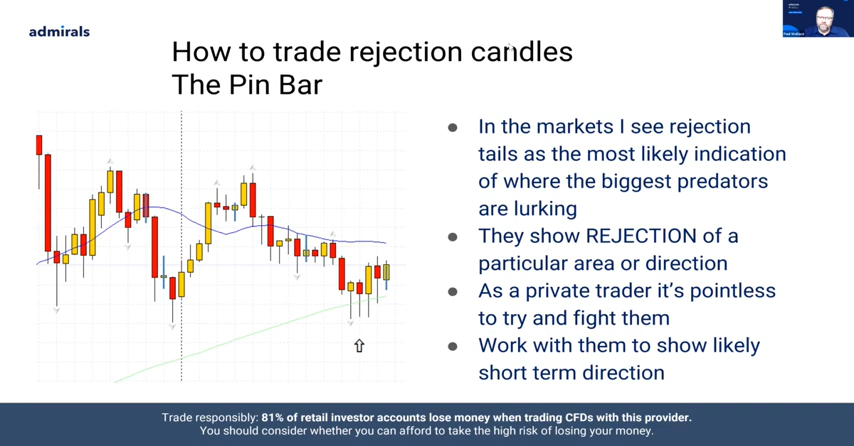 admirals
How to trade rejection candles
The Pin Bar
In the markets I see rejection
tails as the most likely indication
of where the biggest predators
are lurking
They show REJECTION of a
particular area or direction
As a private trader it's pointless
to try and fight them
Work with them to show likely
short term direction
Trade responsibly: 81% of retail investor accounts lose money when trading CFDs with this provider.
You should consider whether you can afford to take the high risk of losing your money.